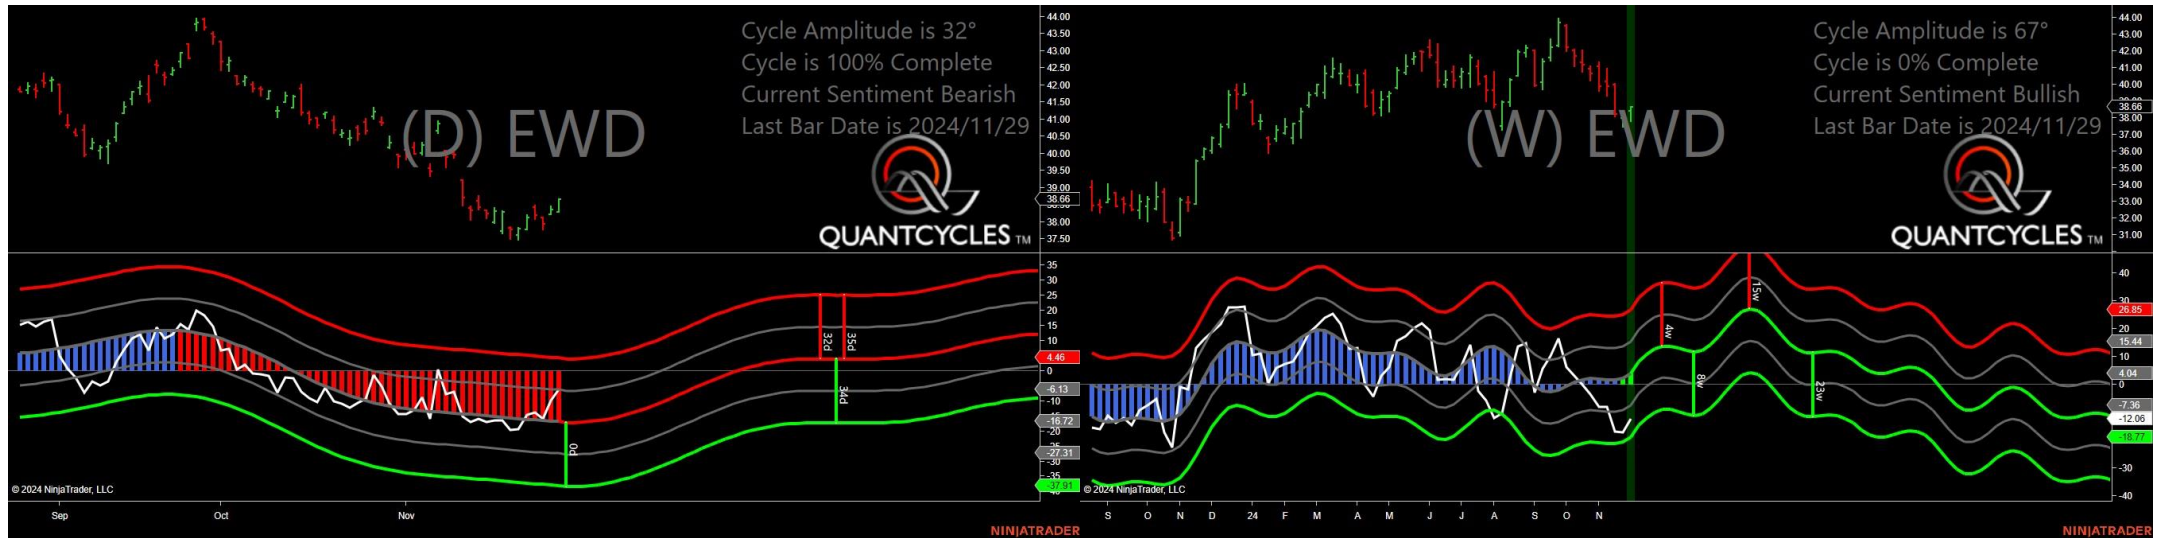 Cycle Amplitude is 32°
Cycle is 100% Complete
Current Sentiment Bearish
Last Bar Date is 2024/11/29
(D) EWD
QUANTCYCLES TM
44.00
43.50
43.00
42.50
42.00
41.50
41.00
40.50
40.00
39.50
39.00
38.66
38.00
37.50
35
30
25
20
15
10
4.46
0
-6.13
-10
-16.72
-20
-27.31
-30
-35
-37.91
32d
35d
34d
0d
© 2024 NinjaTrader, LLC
Sep
Oct
Nov
NINJATRADER
Cycle Amplitude is 67°
Cycle is 0% Complete
Current Sentiment Bullish
Last Bar Date is 2024/11/29
(W) EWD
QUANTCYCLES TM
44.00
43.00
42.00
41.00
40.00
38.66
38.00
37.00
36.00
35.00
34.00
33.00
32.00
31.00
40
30
26.85
20
15.44
10
4.04
0
-7.36
-12.06
-18.77
-30
-40
4w
15w
8w
23w
© 2024 NinjaTrader, LLC
S
O
N
D
24
F
M
A
M
J
J
A
S
O
N
NINJATRADER